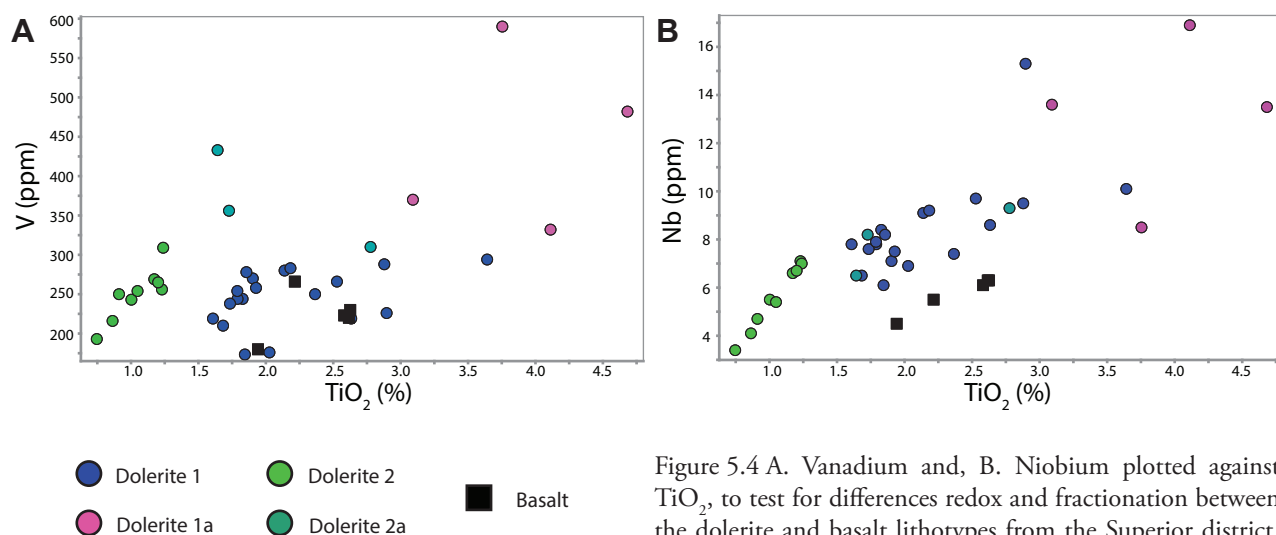 A
V (ppm)
600
550
500
450
400
350
300
250
200
1.0 1.5 2.0 2.5 3.0 3.5 4.0 4.5
TiO2 (%)
B
Nb (ppm)
16
14
12
10
8
6
4
1.0 1.5 2.0 2.5 3.0 3.5 4.0 4.5
TiO2 (%)
Dolerite 1
Dolerite 2
Basalt
Dolerite 1a
Dolerite 2a
Figure 5.4 A. Vanadium and, B. Niobium plotted against
TiO2, to test for differences redox and fractionation between
the dolerite and basalt lithotypes from the Superior district.